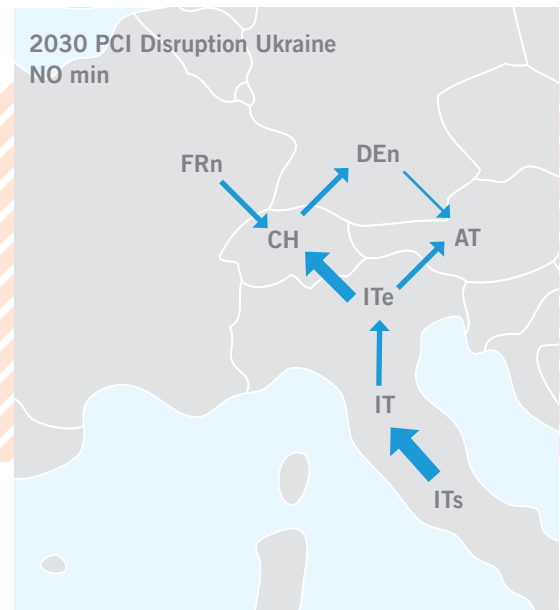 2030 PCI Disruption Ukraine
NO min
DEn
FRn
CH
AT
ITe
IT
ITs